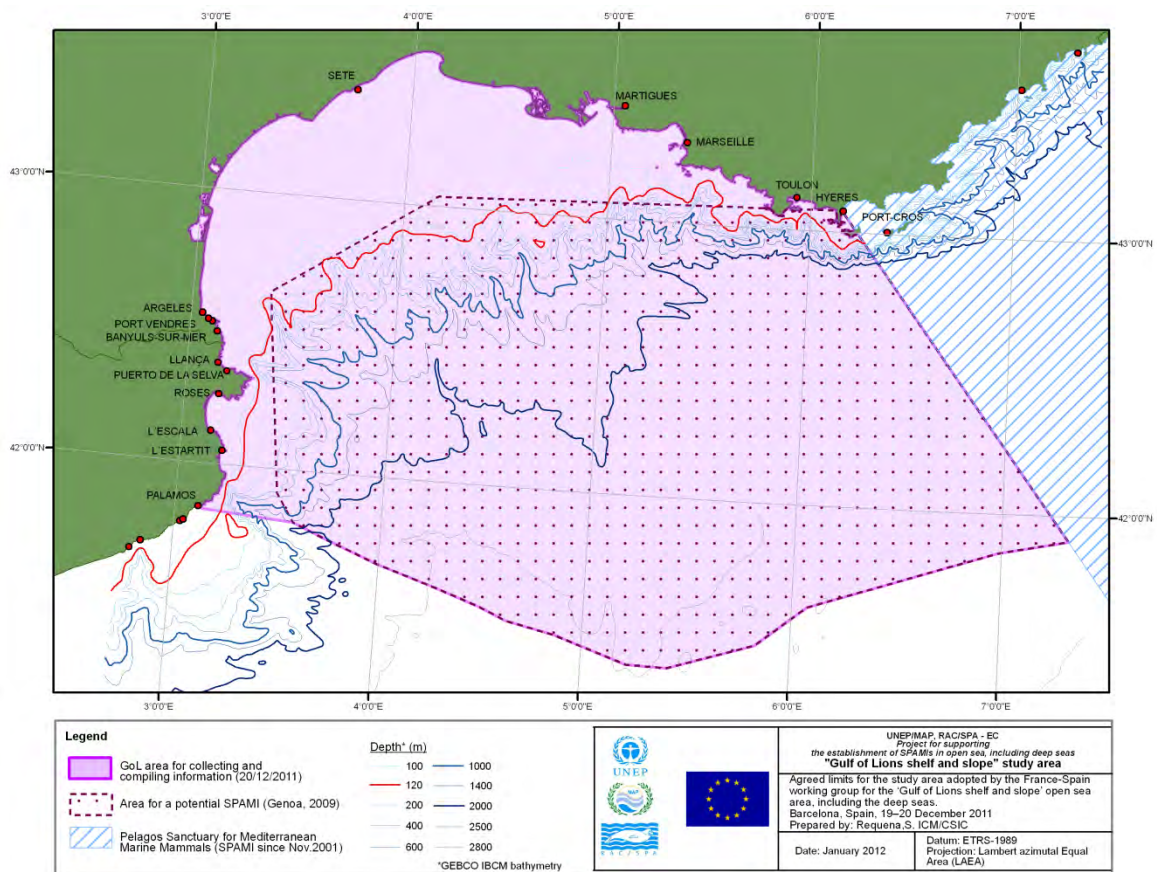 3°0'0"E 4°0'0"E 5°0'0"E 6°0'0"E 7°0'0"E
SETE
MARTIGUES
MARSEILLE
43°0'0"N
TOULON
HYERES
PORT-CROS
43°0'0"N
ARGELES
PORT VENDRES
BANYULS-SUR-MER
LLANÇA
PUERTO DE LA SELVA
ROSES
L'ESCALA
42°0'0"N
L'ESTARTIT
PALAMOS
42°0'0"N
3°0'0"E 4°0'0"E 5°0'0"E 6°0'0"E 7°0'0"E
Legend
GoL area for collecting and
compiling information (20/12/2011)
Area for a potential SPAMI (Genoa, 2009)
Pelagos Sanctuary for Mediterranean
Marine Mammals (SPAMI since Nov.2001)
Depth* (m)
100 1000
120 1400
200 2000
400 2500
600 2800
*GEBCO IBCM bathymetry
UNEP
RAC/SPA
UNEP/MAP, RAC/SPA - EC
Project for supporting
the establishment of SPAMIs in open sea, including deep seas
"Gulf of Lions shelf and slope" study area
Agreed limits for the study area adopted by the France-Spain
working group for the 'Gulf of Lions shelf and slope' open sea
area, including the deep seas.
Barcelona, Spain, 19–20 December 2011
Prepared by: Requena,S. ICM/CSIC
Date: January 2012
Datum: ETRS-1989
Projection: Lambert azimutal Equal
Area (LAEA)